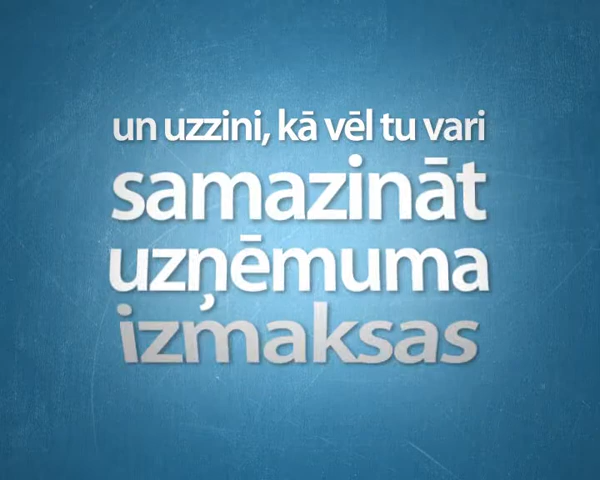 un uzzini, kā vēl tu vari
samazināt
uzņēmuma
izmaksas